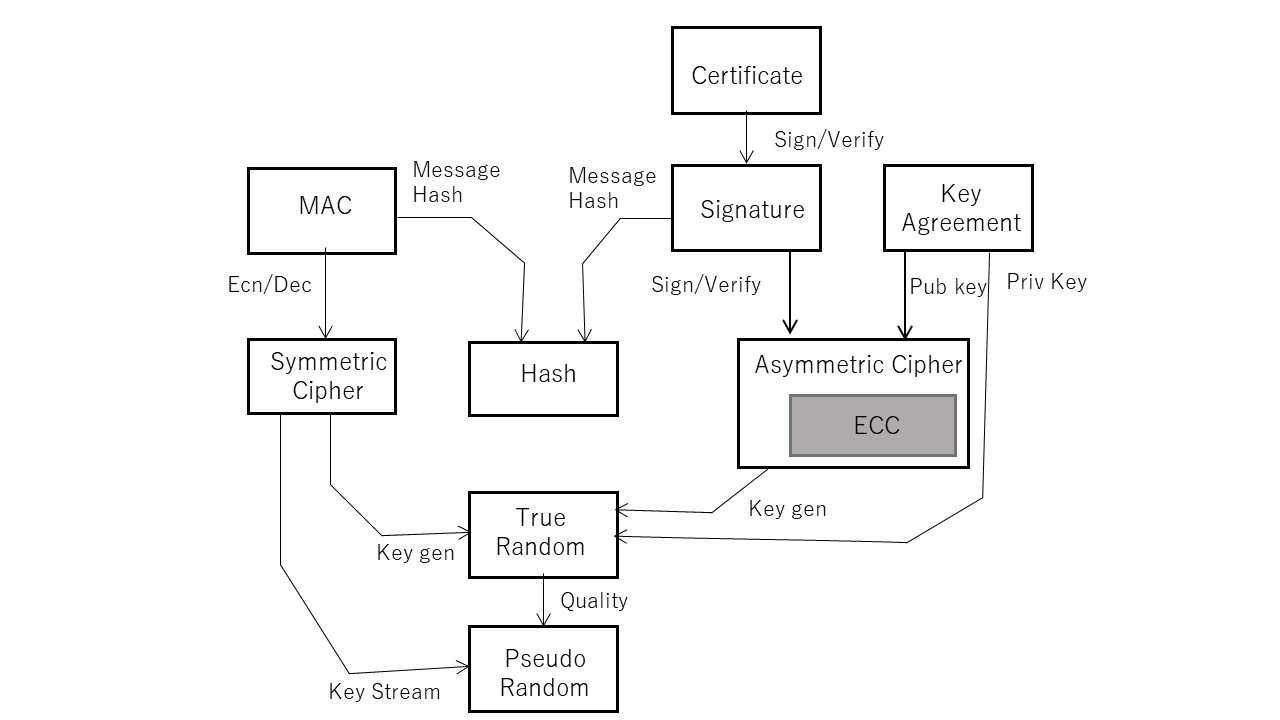 Certificate
Sign/Verify
Message
Hash
Message
Hash
MAC
Signature
Key
Agreement
Ecn/Dec
Sign/Verify
Pub key
Priv Key
Symmetric
Cipher
Hash
Asymmetric Cipher
ECC
True
Random
Key gen
Key gen
Quality
Pseudo
Random
Key Stream